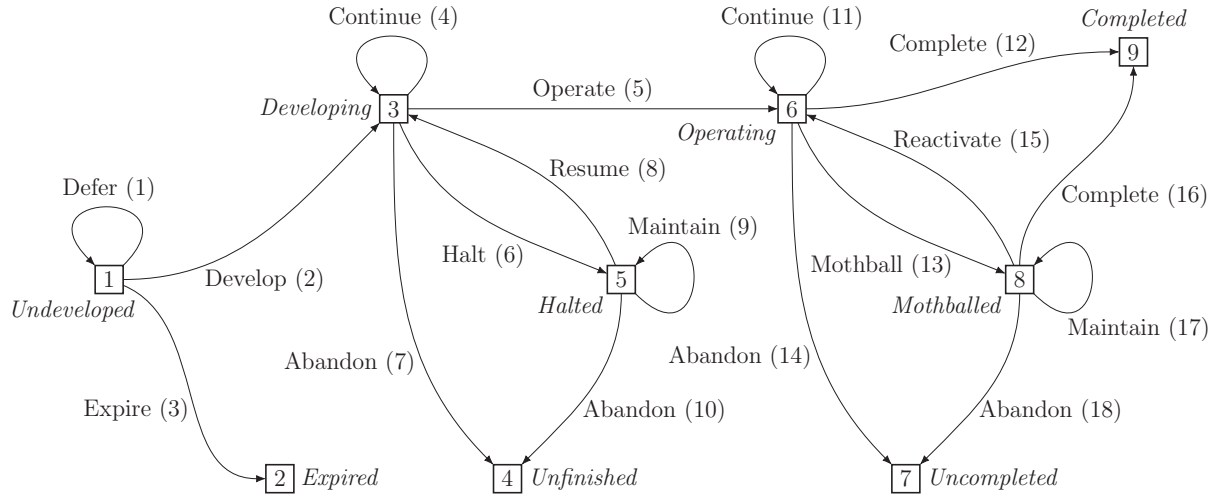 Continue (4)
Continue (11)
Completed
Complete (12)
9
Operate (5)
Developing
3
6
Operating
Reactivate (15)
Resume (8)
Defer (1)
Complete (16)
Maintain (9)
Halt (6)
Mothball (13)
1
Develop (2)
5
8
Undeveloped
Halted
Mothballed
Maintain (17)
Abandon (7)
Abandon (14)
Expire (3)
Abandon (10)
Abandon (18)
2
Expired
4
Unfinished
7
Uncompleted